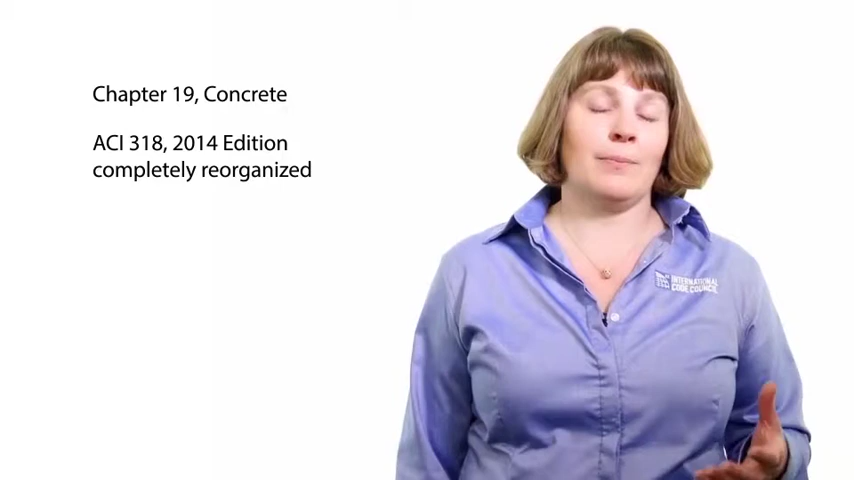 Chapter 19, Concrete
ACI 318, 2014 Edition
completely reorganized
INTERNATIONAL
CODE COUNCIL